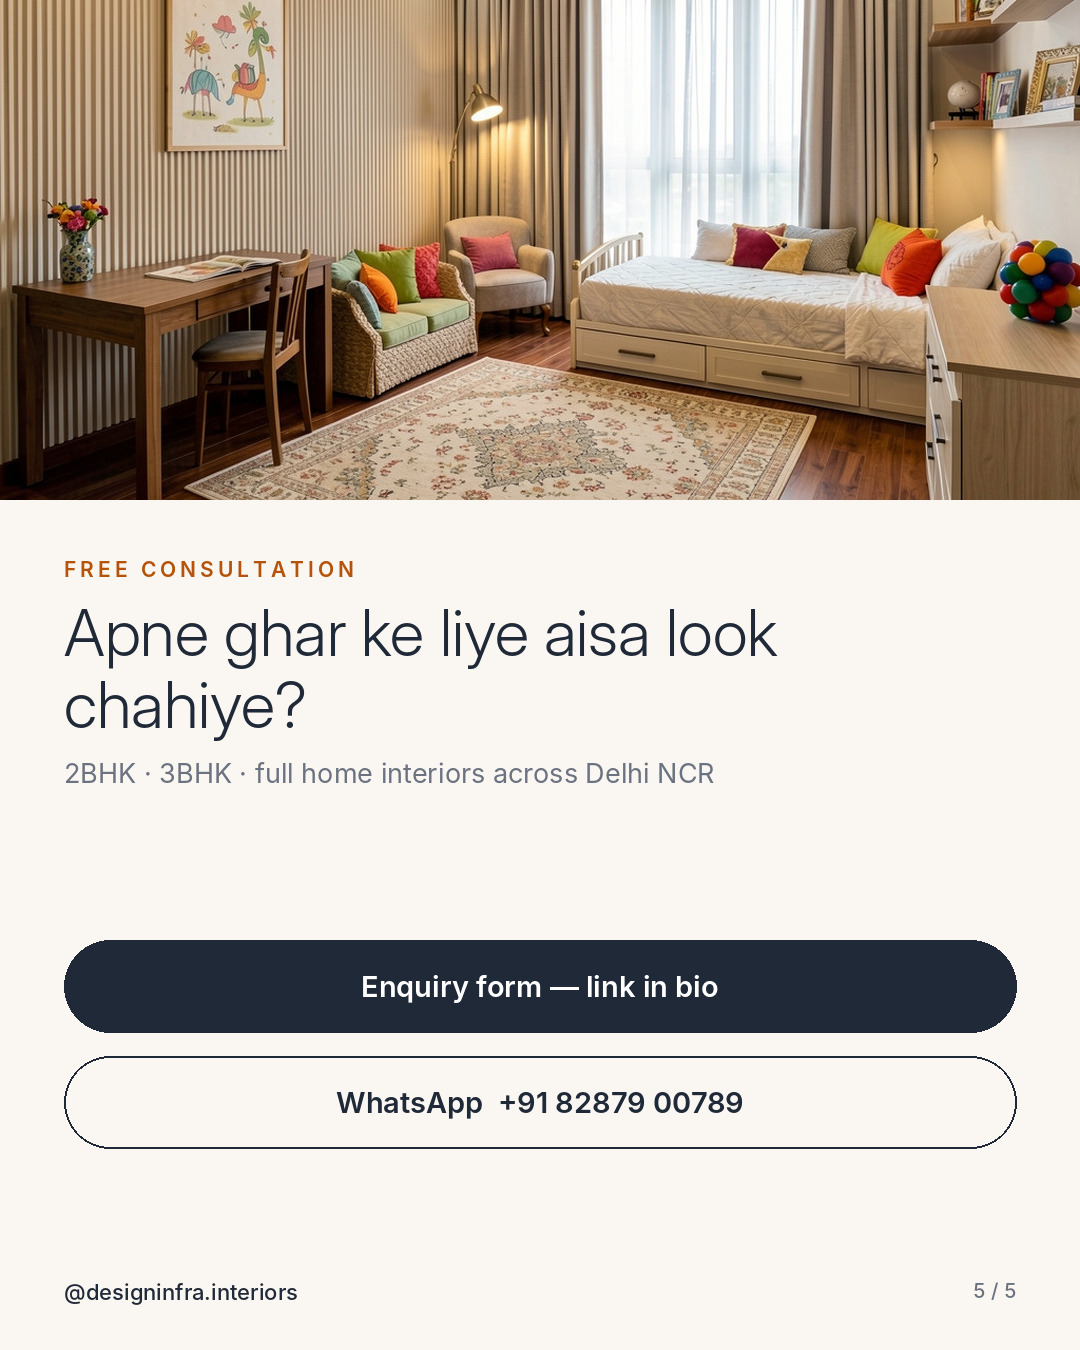 FREE CONSULTATION
Apne ghar ke liye aisa look
chahiye?
2BHK · 3BHK · full home interiors across Delhi NCR
Enquiry form — link in bio
WhatsApp +91 82879 00789
@designinfra.interiors
5 / 5